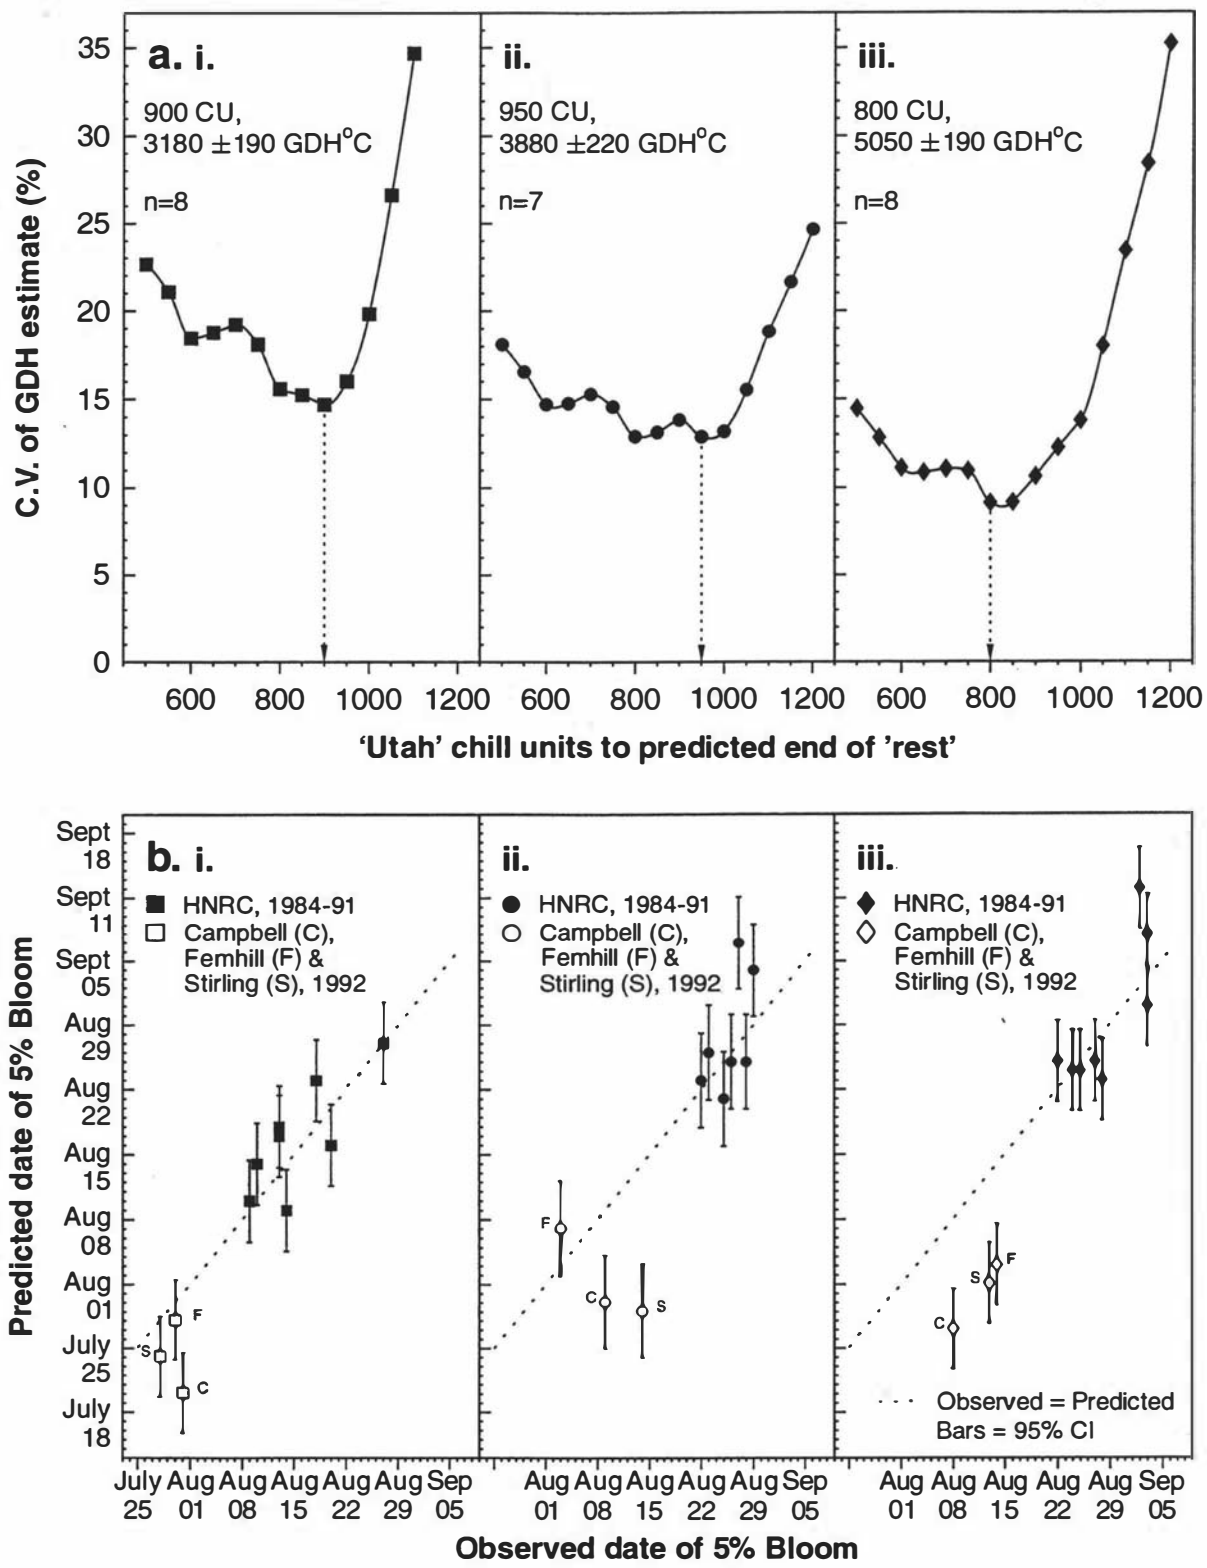 C.V. of GDH estimate (%)
35
30
25
20
15
10
5
0
a. i.
900 CU,
3180 ±190 GDH°C
n=8
ii.
950 CU,
3880 ±220 GDH°C
n=7
iii.
800 CU,
5050 ±190 GDH°C
n=8
600 800 1000 1200 600 800 1000 1200 600 800 1000 1200
‘Utah’ chill units to predicted end of ’rest’
Predicted date of 5% Bloom
Sept
18
Sept
11
Sept
05
Aug
29
Aug
22
Aug
15
Aug
08
Aug
01
July
25
July
18
b. i.
HNRC, 1984-91
Campbell (C),
Fernhill (F) &
Stirling (S), 1992
S
F
C
ii.
HNRC, 1984-91
Campbell (C),
Fernhill (F) &
Stirling (S), 1992
F
C
S
iii.
HNRC, 1984-91
Campbell (C),
Fernhill (F) &
Stirling (S), 1992
C
S
F
Observed = Predicted
Bars = 95% CI
July Aug Aug Aug Aug Aug Sep Aug Aug Aug Aug Aug Sep Aug Aug Aug Aug Aug Sep
25 01 08 15 22 29 05 01 08 15 22 29 05 01 08 15 22 29 05
Observed date of 5% Bloom